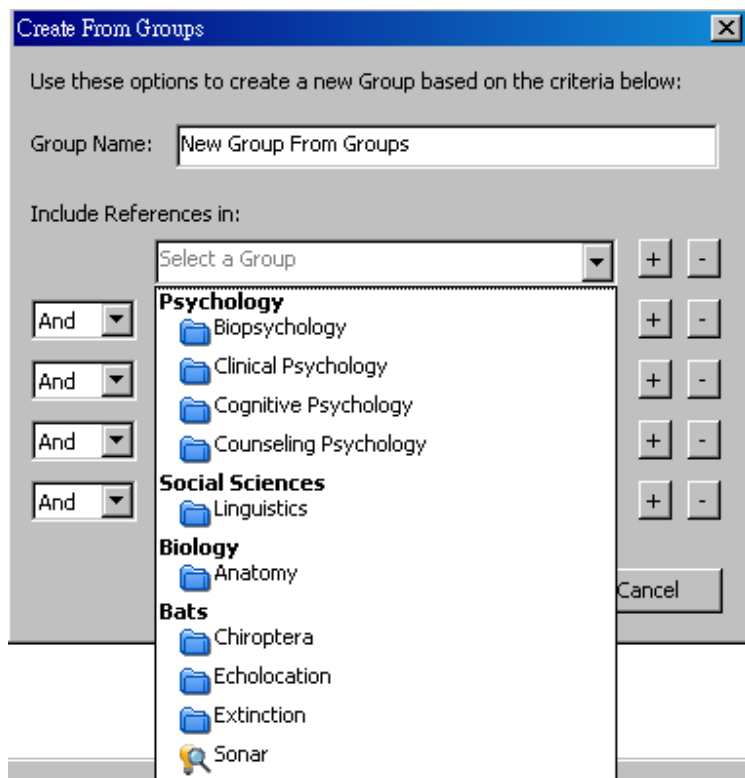 Create From Groups
Use these options to create a new Group based on the criteria below:
Group Name: New Group From Groups
Include References in:
Select a Group + -
Psychology
And Biopsychology + -
Clinical Psychology
And Cognitive Psychology + -
And Counseling Psychology + -
Social Sciences
And Linguistics + -
Biology
Anatomy
Cancel
Bats
Chiroptera
Echolocation
Extinction
Sonar